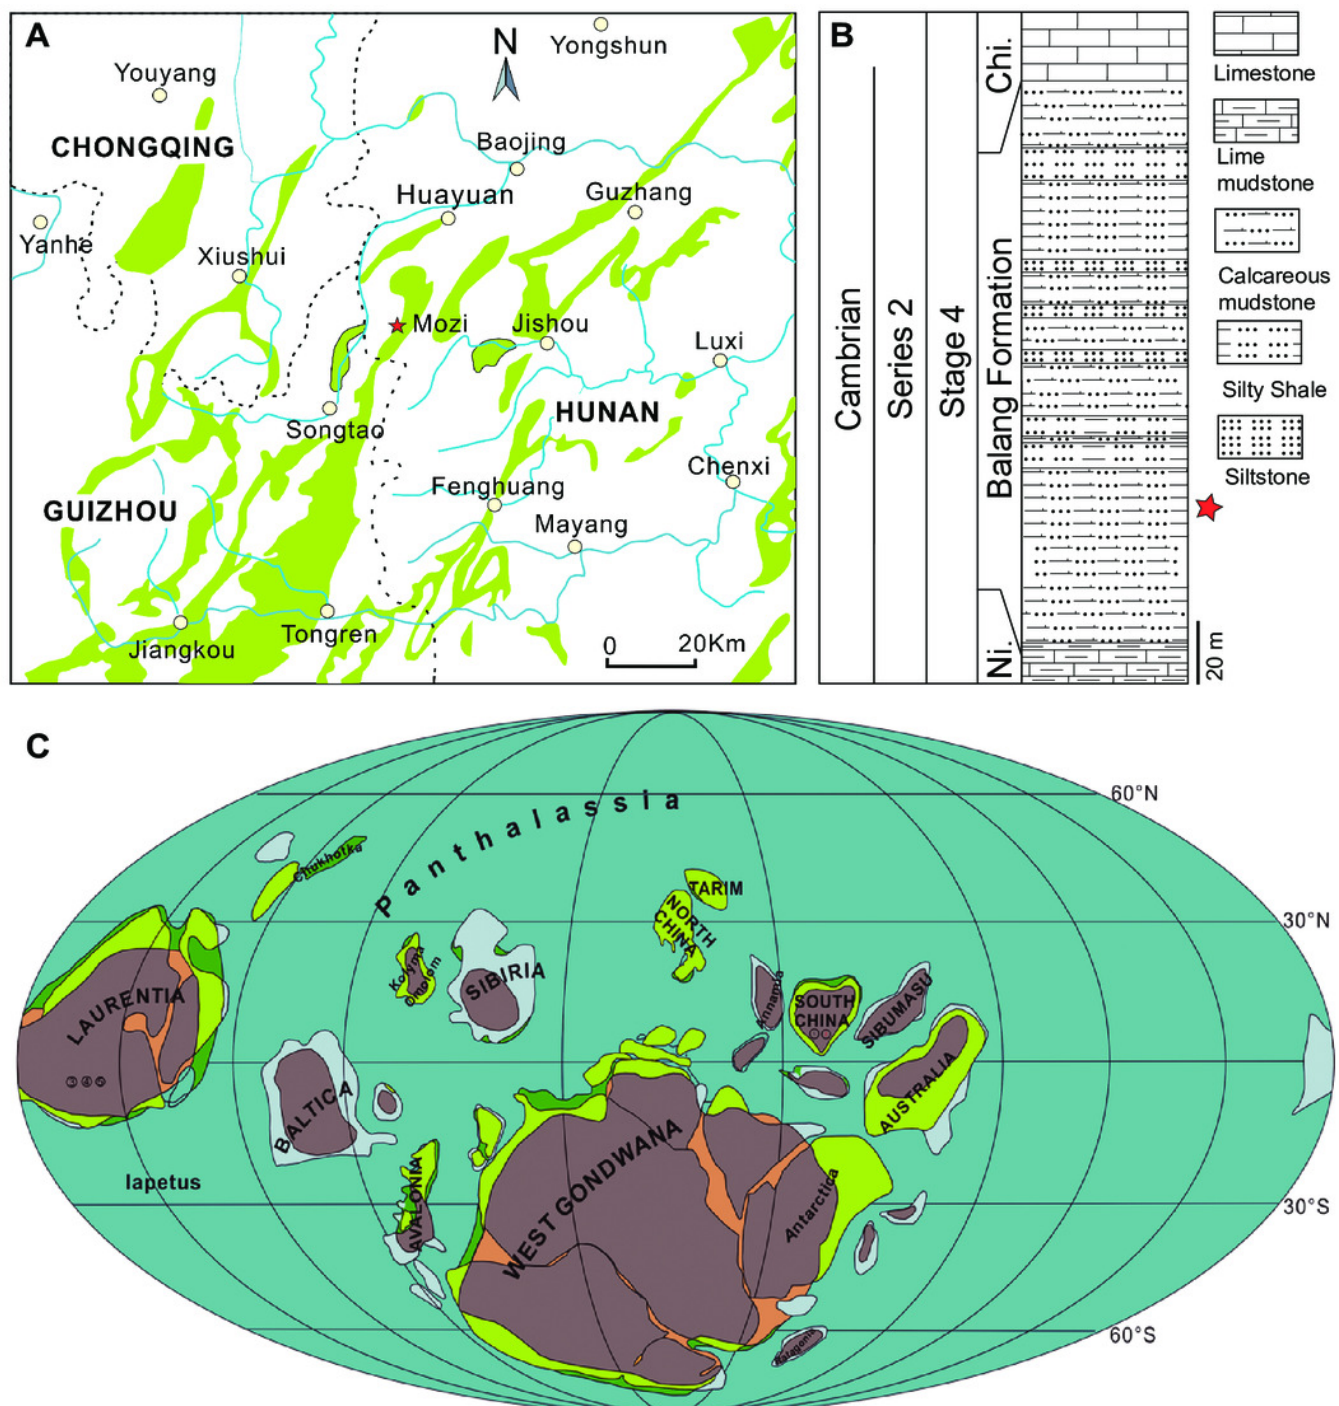 A
N
Yongshun
Youyang
CHONGQING
Baojing
Huayuan
Guzhang
Yanhe
Xiushui
Mozi
Jishou
Luxi
HUNAN
Songtao
Chenxi
Fenghuang
GUIZHOU
Mayang
Tongren
Jiangkou
0
20Km
B
Cambrian
Series 2
Stage 4
Chi.
Balang Formation
Ni.
20 m
Limestone
Lime
mudstone
Calcareous
mudstone
Silty Shale
Siltstone
C
60°N
Panthalassia
Chukhotka
TARIM
NORTH
CHINA
30°N
Kolyma
Omolom
SIBIRIA
LAURENTIA
Annamia
SOUTH
CHINA
①
SIBUMASU
③④⑤
BALTICA
AUSTRALIA
WEST GONDWANA
AVALONIA
Iapetus
Antarctica
30°S
60°S
Patagonia